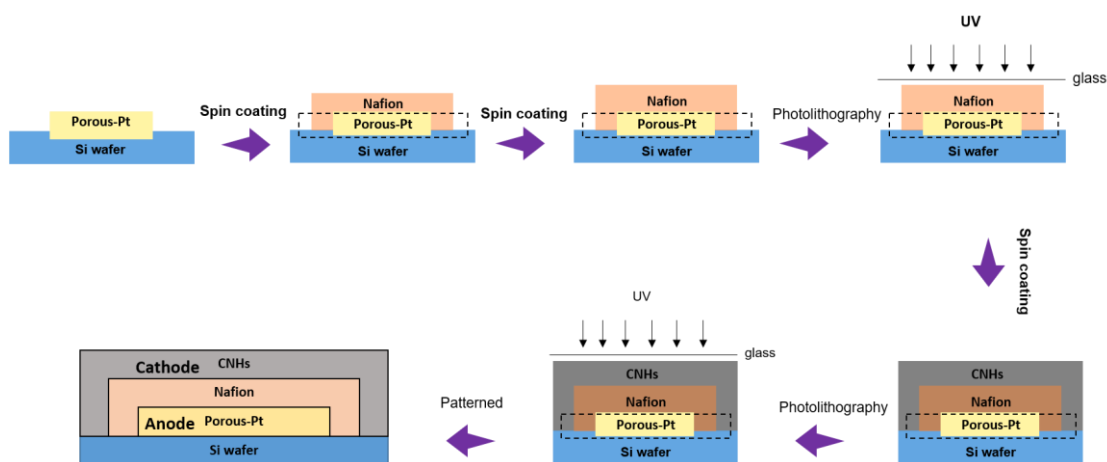 Porous-Pt
Si wafer
Spin coating
Nafion
Porous-Pt
Si wafer
Spin coating
Nafion
Porous-Pt
Si wafer
Photolithography
UV
glass
Nafion
Porous-Pt
Si wafer
Spin coating
CNHs
Nafion
Porous-Pt
Si wafer
Photolithography
UV
glass
CNHs
Nafion
Porous-Pt
Si wafer
Patterned
Cathode CNHs
Nafion
Anode Porous-Pt
Si wafer